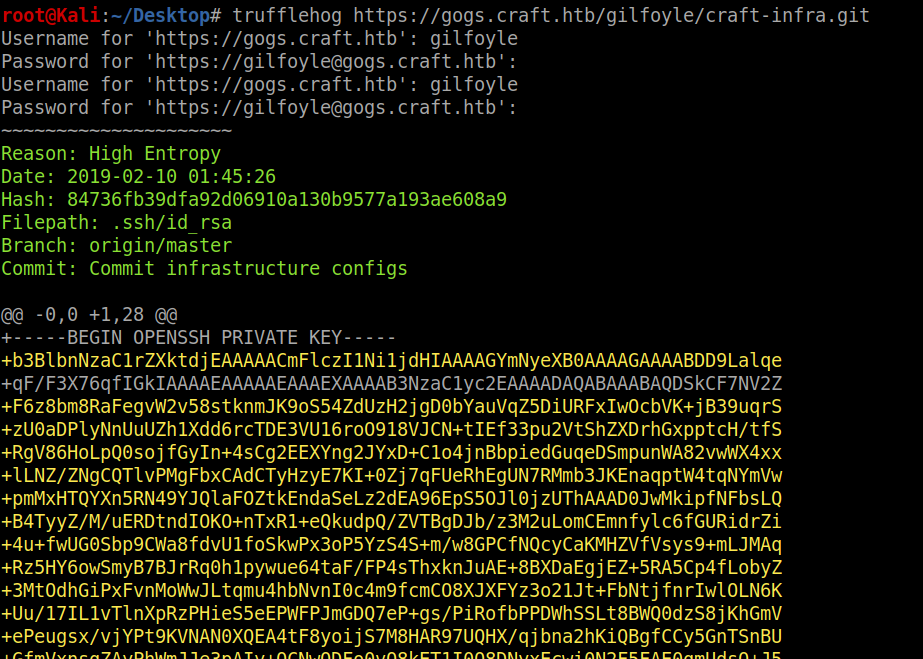 root@Kali:~/Desktop# trufflehog https://gogs.craft.htb/gilfoyle/craft-infra.git
Username for 'https://gogs.craft.htb': gilfoyle
Password for 'https://gilfoyle@gogs.craft.htb':
Username for 'https://gogs.craft.htb': gilfoyle
Password for 'https://gilfoyle@gogs.craft.htb':
~~~~~~~~~~~~~~~~~~~~~
Reason: High Entropy
Date: 2019-02-10 01:45:26
Hash: 84736fb39dfa92d06910a130b9577a193ae608a9
Filepath: .ssh/id_rsa
Branch: origin/master
Commit: Commit infrastructure configs
@@ -0,0 +1,28 @@
+-----BEGIN OPENSSH PRIVATE KEY-----
+b3BlbnNzaC1rZXktdjEAAAAACmFlczI1Ni1jdHIAAAAGYmNyeXB0AAAAGAAAABDD9Lalqe
+qF/F3X76qfIGkIAAAAEAAAAAEAAAEXAAAAB3NzaC1yc2EAAAADAQABAAABAQDSkCF7NV2Z
+F6z8bm8RaFegvW2v58stknmJK9oS54ZdUzH2jgD0bYauVqZ5DiURFxIwOcbVK+jB39uqrS
+zU0aDPlyNnUuUZh1Xdd6rcTDE3VU16roO918VJCN+tIEf33pu2VtShZXDrhGxpptcH/tfS
+RgV86HoLpQ0sojfGyIn+4sCg2EEXYng2JYxD+C1o4jnBbpiedGuqeDSmpunWA82vwWX4xx
+lLNZ/ZNgCQTlvPMgFbxCAdCTyHzyE7KI+0Zj7qFUeRhEgUN7RMmb3JKEnaqptW4tqNYmVw
+pmMxHTQYXn5RN49YJQlaFOZtkEndaSeLz2dEA96EpS5OJl0jzUThAAAD0JwMkipfNFbsLQ
+B4TyyZ/M/uERDtndIOKO+nTxR1+eQkudpQ/ZVTBgDJb/z3M2uLomCEmnfylc6fGURidrZi
+4u+fwUG0Sbp9CWa8fdvU1foSkwPx3oP5YzS4S+m/w8GPCfNQcyCaKMHZVfVsys9+mLJMAq
+Rz5HY6owSmyB7BJrRq0h1pywue64taF/FP4sThxknJuAE+8BXDaEgjEZ+5RA5Cp4fLobyZ
+3MtOdhGiPxFvnMoWwJLtqmu4hbNvnI0c4m9fcmCO8XJXFYz3o21Jt+FbNtjfnrIwlOLN6K
+Uu/17IL1vTlnXpRzPHieS5eEPWFPJmGDQ7eP+gs/PiRofbPPDWhSSLt8BWQ0dzS8jKhGmV
+ePeugsx/vjYPt9KVNAN0XQEA4tF8yoijS7M8HAR97UQHX/qjbna2hKiQBgfCCy5GnTSnBU